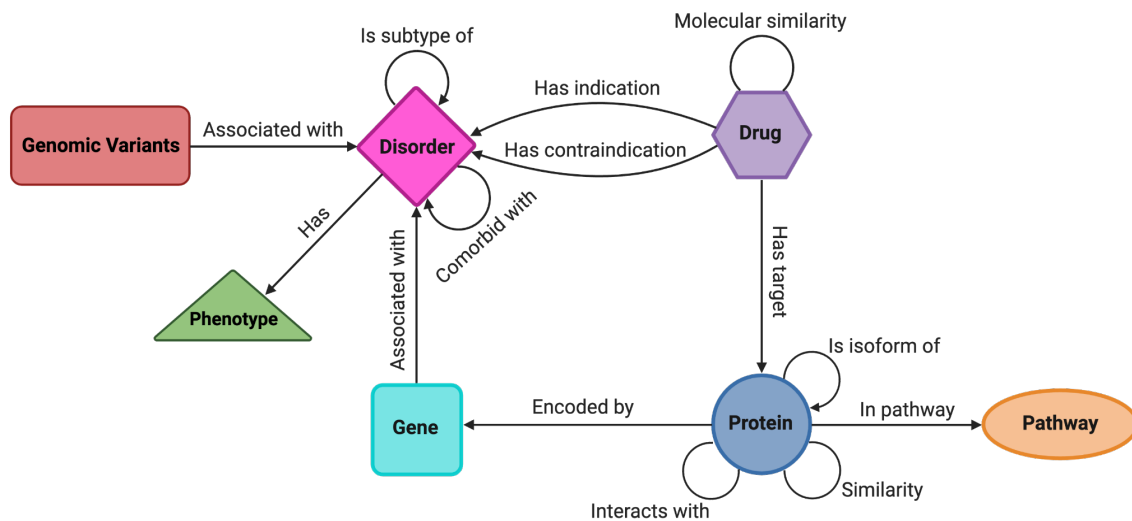 Molecular similarity
Is subtype of
Has indication
Genomic Variants
Associated with
Disorder
Drug
Has contraindication
Has
Comorbid with
Associated with
Has target
Phenotype
Is isoform of
Gene
Encoded by
Protein
In pathway
Pathway
Interacts with
Similarity